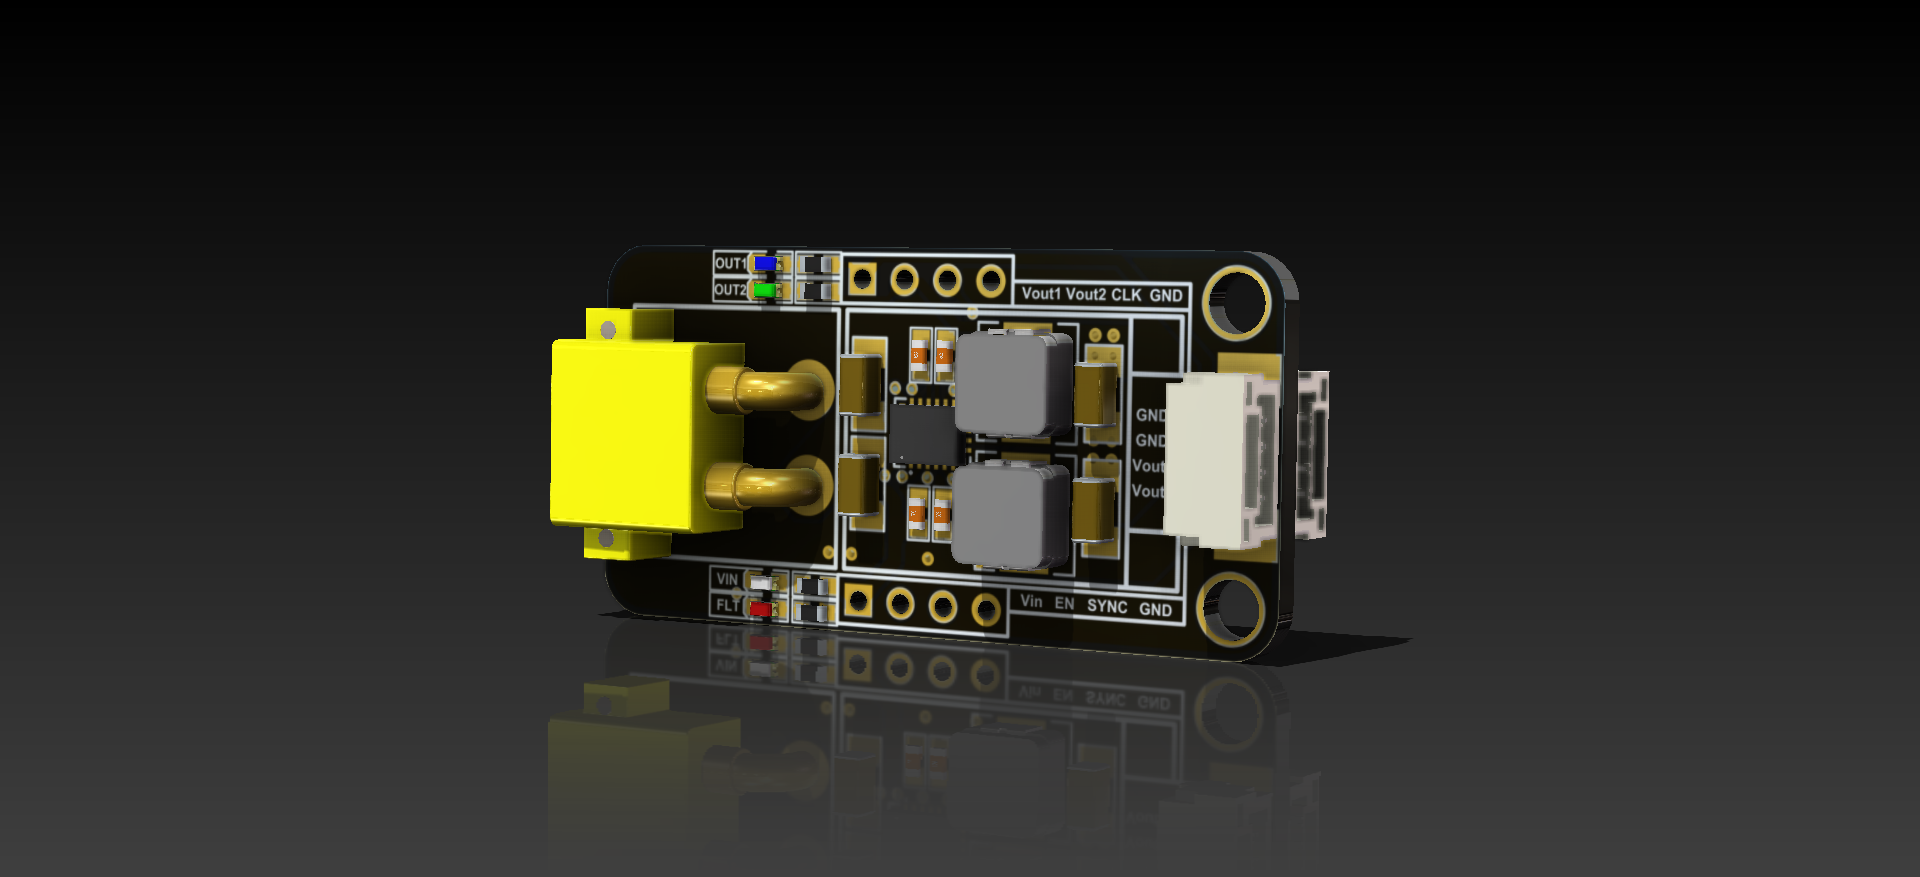 OUT1
OUT2
Vout1 Vout2 CLK GND
GND
GND
Vout
Vout
VIN
FLT
Vin EN SYNC GND